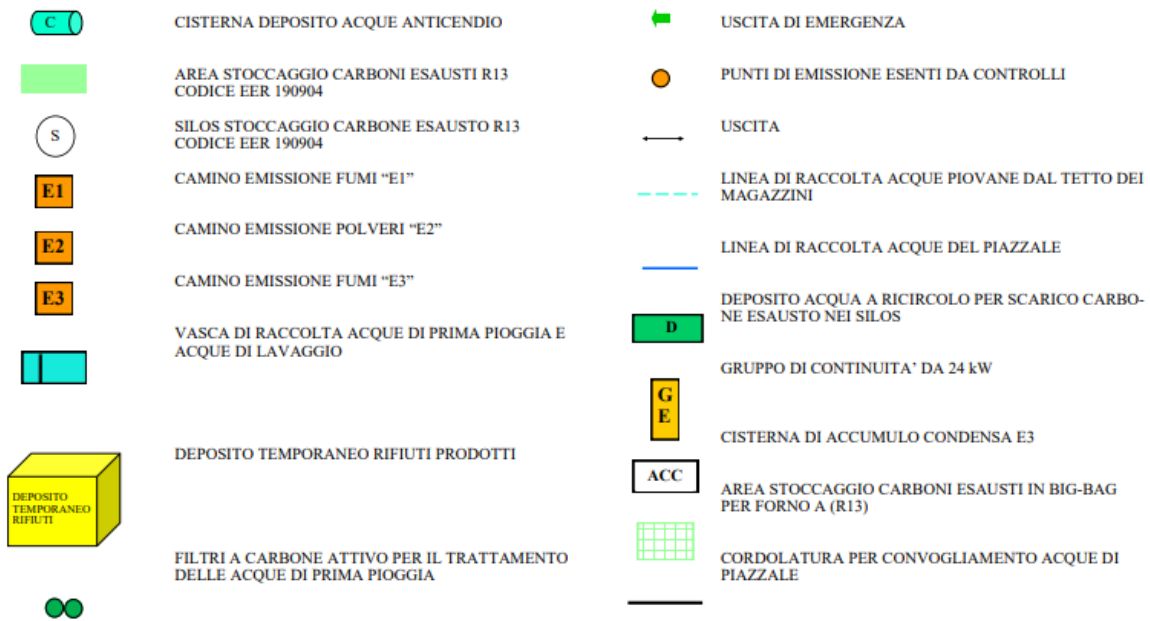 C
CISTERNA DEPOSITO ACQUE ANTICENDIO
AREA STOCCAGGIO CARBONI ESAUSTI R13
CODICE EER 190904
S
SILOS STOCCAGGIO CARBONE ESAUSTO R13
CODICE EER 190904
E1
CAMINO EMISSIONE FUMI “E1”
E2
CAMINO EMISSIONE POLVERI “E2”
E3
CAMINO EMISSIONE FUMI “E3”
VASCA DI RACCOLTA ACQUE DI PRIMA PIOGGIA E
ACQUE DI LAVAGGIO
DEPOSITO
TEMPORANEO
RIFIUTI
DEPOSITO TEMPORANEO RIFIUTI PRODOTTI
FILTRI A CARBONE ATTIVO PER IL TRATTAMENTO
DELLE ACQUE DI PRIMA PIOGGIA
USCITA DI EMERGENZA
PUNTI DI EMISSIONE ESENTI DA CONTROLLI
USCITA
LINEA DI RACCOLTA ACQUE PIOVANE DAL TETTO DEI
MAGAZZINI
LINEA DI RACCOLTA ACQUE DEL PIAZZALE
DEPOSITO ACQUA A RICIRCOLO PER SCARICO CARBO-
NE ESAUSTO NEI SILOS
D
GRUPPO DI CONTINUITA’ DA 24 kW
G
E
CISTERNA DI ACCUMULO CONDENSA E3
ACC
AREA STOCCAGGIO CARBONI ESAUSTI IN BIG-BAG
PER FORNO A (R13)
CORDOLATURA PER CONVOGLIAMENTO ACQUE DI
PIAZZALE